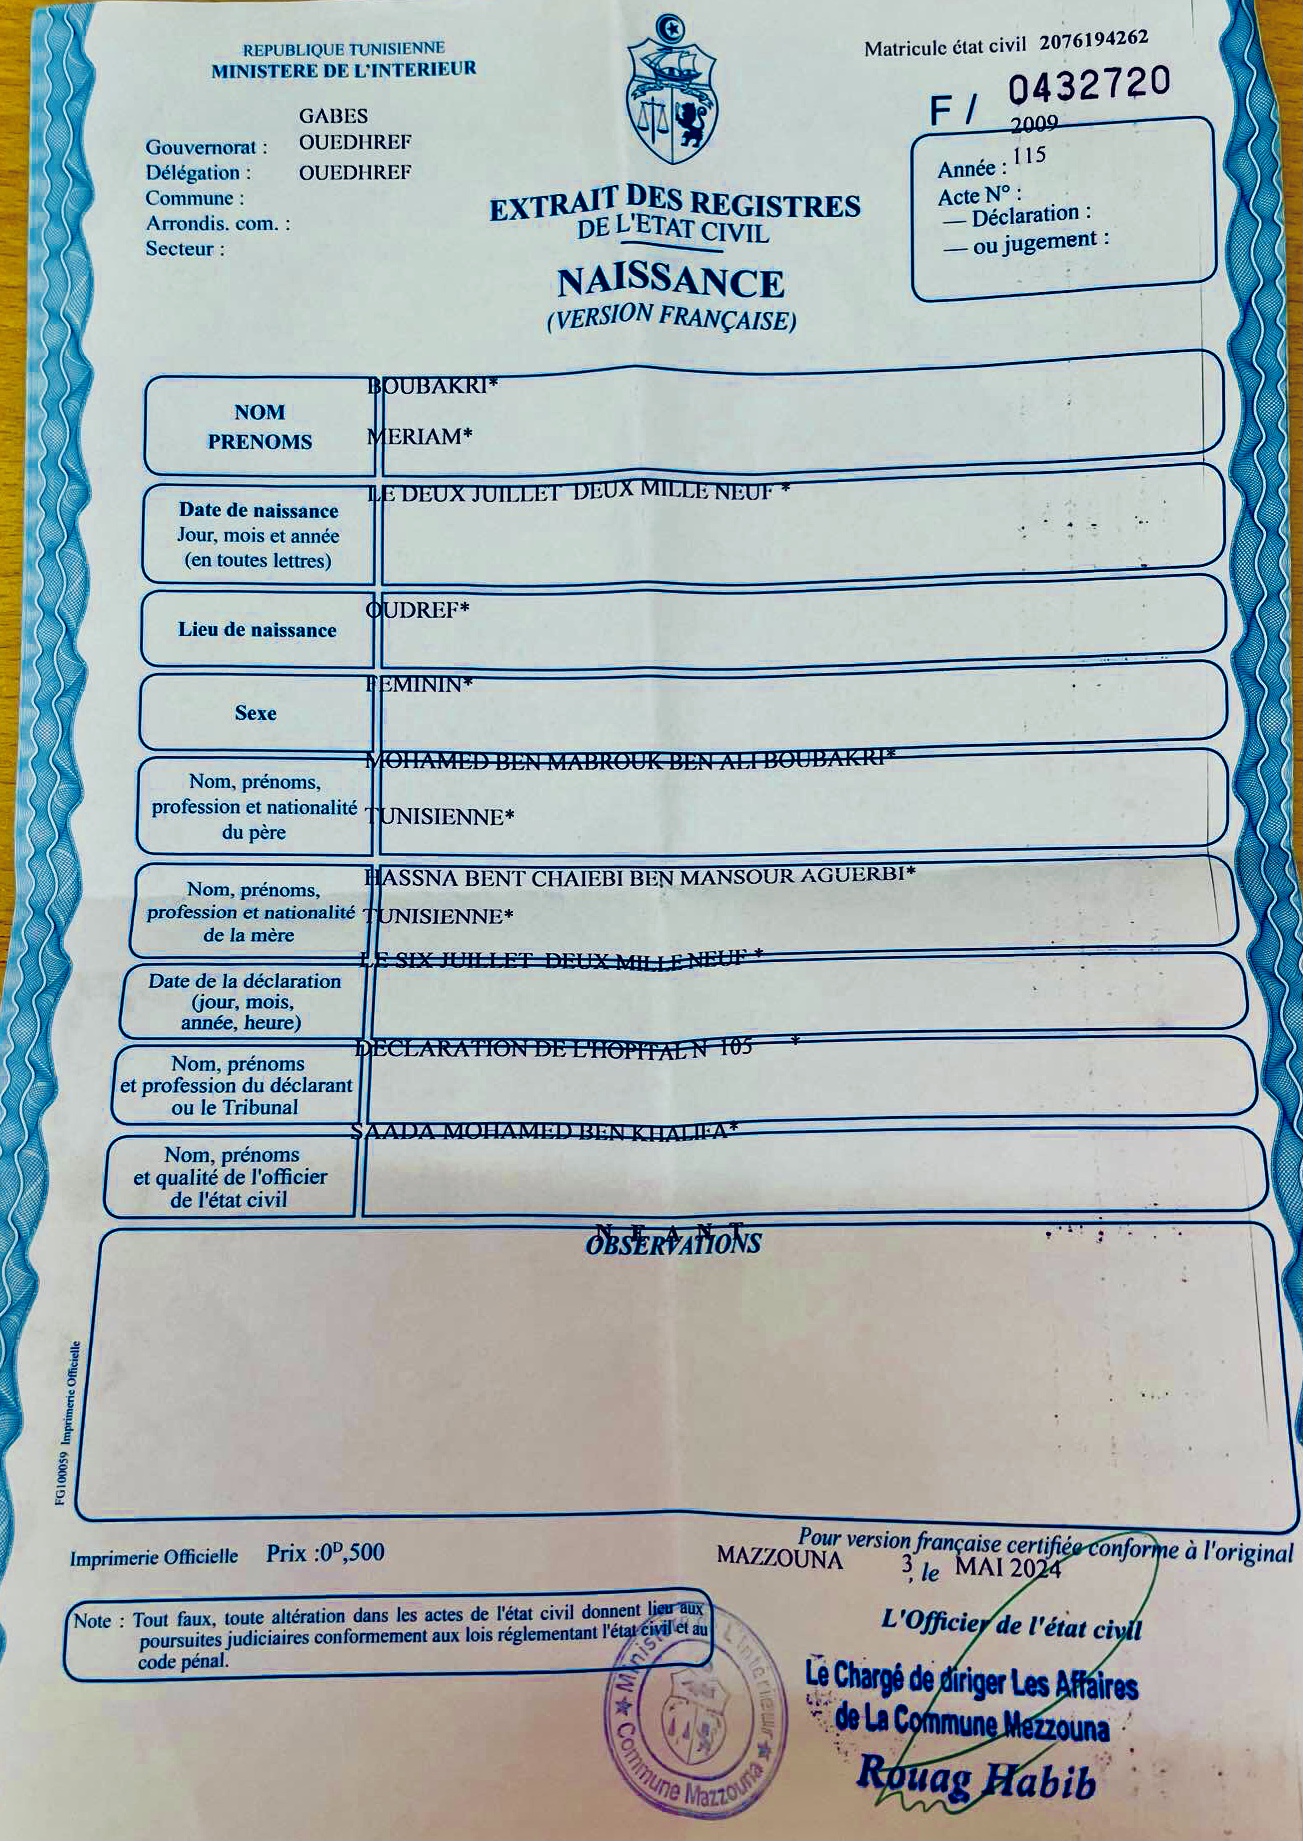 REPUBLIQUE TUNISIENNE
MINISTERE DE L'INTERIEUR
Matricule état civil 2076194262
F / 0432720
GABES
Gouvernorat : OUEDHREF
Délégation : OUEDHREF
Commune :
Arrondis. com. :
Secteur :
2009
Année : 115
Acte N° :
— Déclaration :
— ou jugement :
EXTRAIT DES REGISTRES
DE L'ETAT CIVIL
NAISSANCE
(VERSION FRANÇAISE)
BOUBAKRI*
NOM
PRENOMS
MERIAM*
LE DEUX JUILLET DEUX MILLE NEUF *
Date de naissance
Jour, mois et année
(en toutes lettres)
OUDREF*
Lieu de naissance
FEMININ*
Sexe
MOHAMED BEN MABROUK BEN ALI BOUBAKRI*
Nom, prénoms,
profession et nationalité
du père
TUNISIENNE*
HASSNA BENT CHAIEBI BEN MANSOUR AGUERBI*
Nom, prénoms,
profession et nationalité
de la mère
TUNISIENNE*
LE SIX JUILLET DEUX MILLE NEUF *
Date de la déclaration
(jour, mois,
année, heure)
DECLARATION DE L'HOPITAL N 105 *
Nom, prénoms
et profession du déclarant
ou le Tribunal
SAADA MOHAMED BEN KHALIFA*
Nom, prénoms
et qualité de l'officier
de l'état civil
N E A N T
OBSERVATIONS
FG100059 Imprimerie Officielle
Imprimerie Officielle Prix :0D,500
Pour version française certifiée conforme à l'original
MAZZOUNA 3, le MAI 2024
Note : Tout faux, toute altération dans les actes de l'état civil donnent lieu aux
poursuites judiciaires conformement aux lois réglementant l'état civil et au
code pénal.
L'Officier de l'état civil
Le Chargé de diriger Les Affaires
de La Commune Mezzouna
Rouag Habib
Ministère de L'Intérieur
Commune Mazzouna